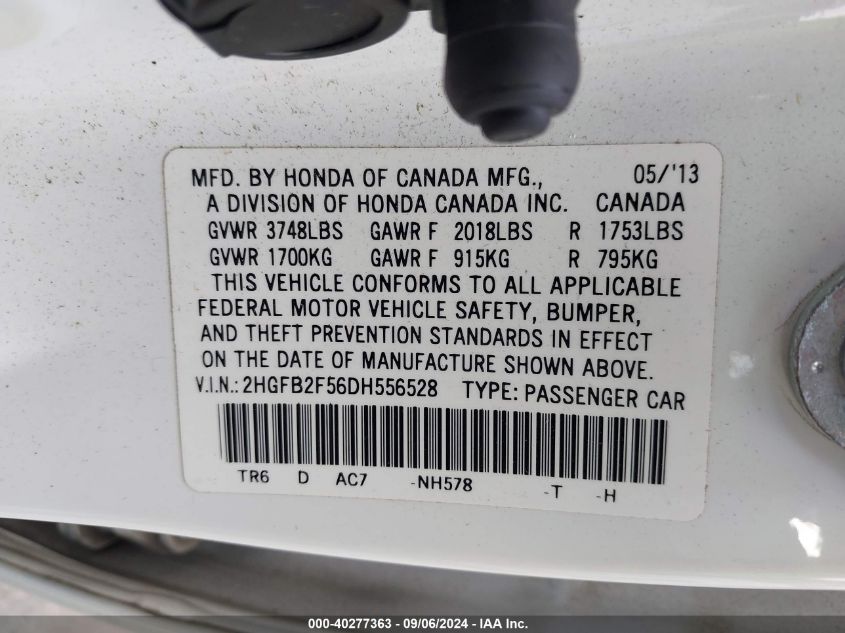 MFD. BY HONDA OF CANADA MFG., 05/'13
A DIVISION OF HONDA CANADA INC. CANADA
GVWR 3748LBS GAWR F 2018LBS R 1753LBS
GVWR 1700KG GAWR F 915KG R 795KG
THIS VEHICLE CONFORMS TO ALL APPLICABLE
FEDERAL MOTOR VEHICLE SAFETY, BUMPER,
AND THEFT PREVENTION STANDARDS IN EFFECT
ON THE DATE OF MANUFACTURE SHOWN ABOVE.
V.I.N.: 2HGFB2F56DH556528 TYPE: PASSENGER CAR
TR6 D AC7 -NH578 -T -H
000-40277363 - 09/06/2024 - IAA Inc.